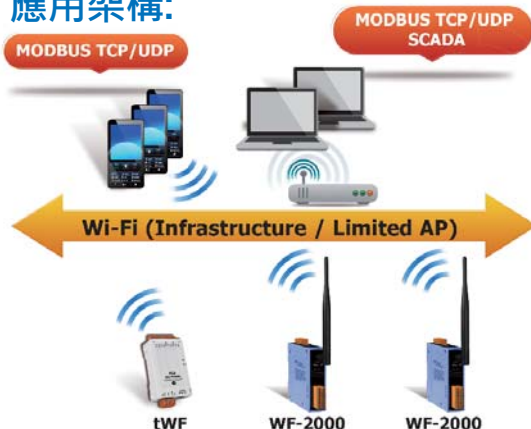 應用架構:
MODBUS TCP/UDP
MODBUS TCP/UDP
SCADA
Wi-Fi (Infrastructure / Limited AP)
tWF
WF-2000
WF-2000